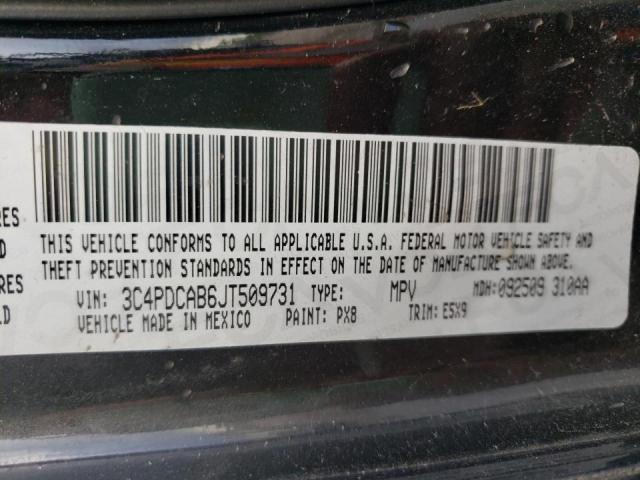 THIS VEHICLE CONFORMS TO ALL APPLICABLE U.S.A. FEDERAL MOTOR VEHICLE SAFETY AND
RES
THEFT PREVENTION STANDARDS IN EFFECT ON THE DATE OF MANUFACTURE SHOWN ABOVE.
VIN: 3C4PDCAB6JT509731 TYPE: MPV MDH: 092509 310AA
VEHICLE MADE IN MEXICO PAINT: PX8 TRIM: E5X9
LD